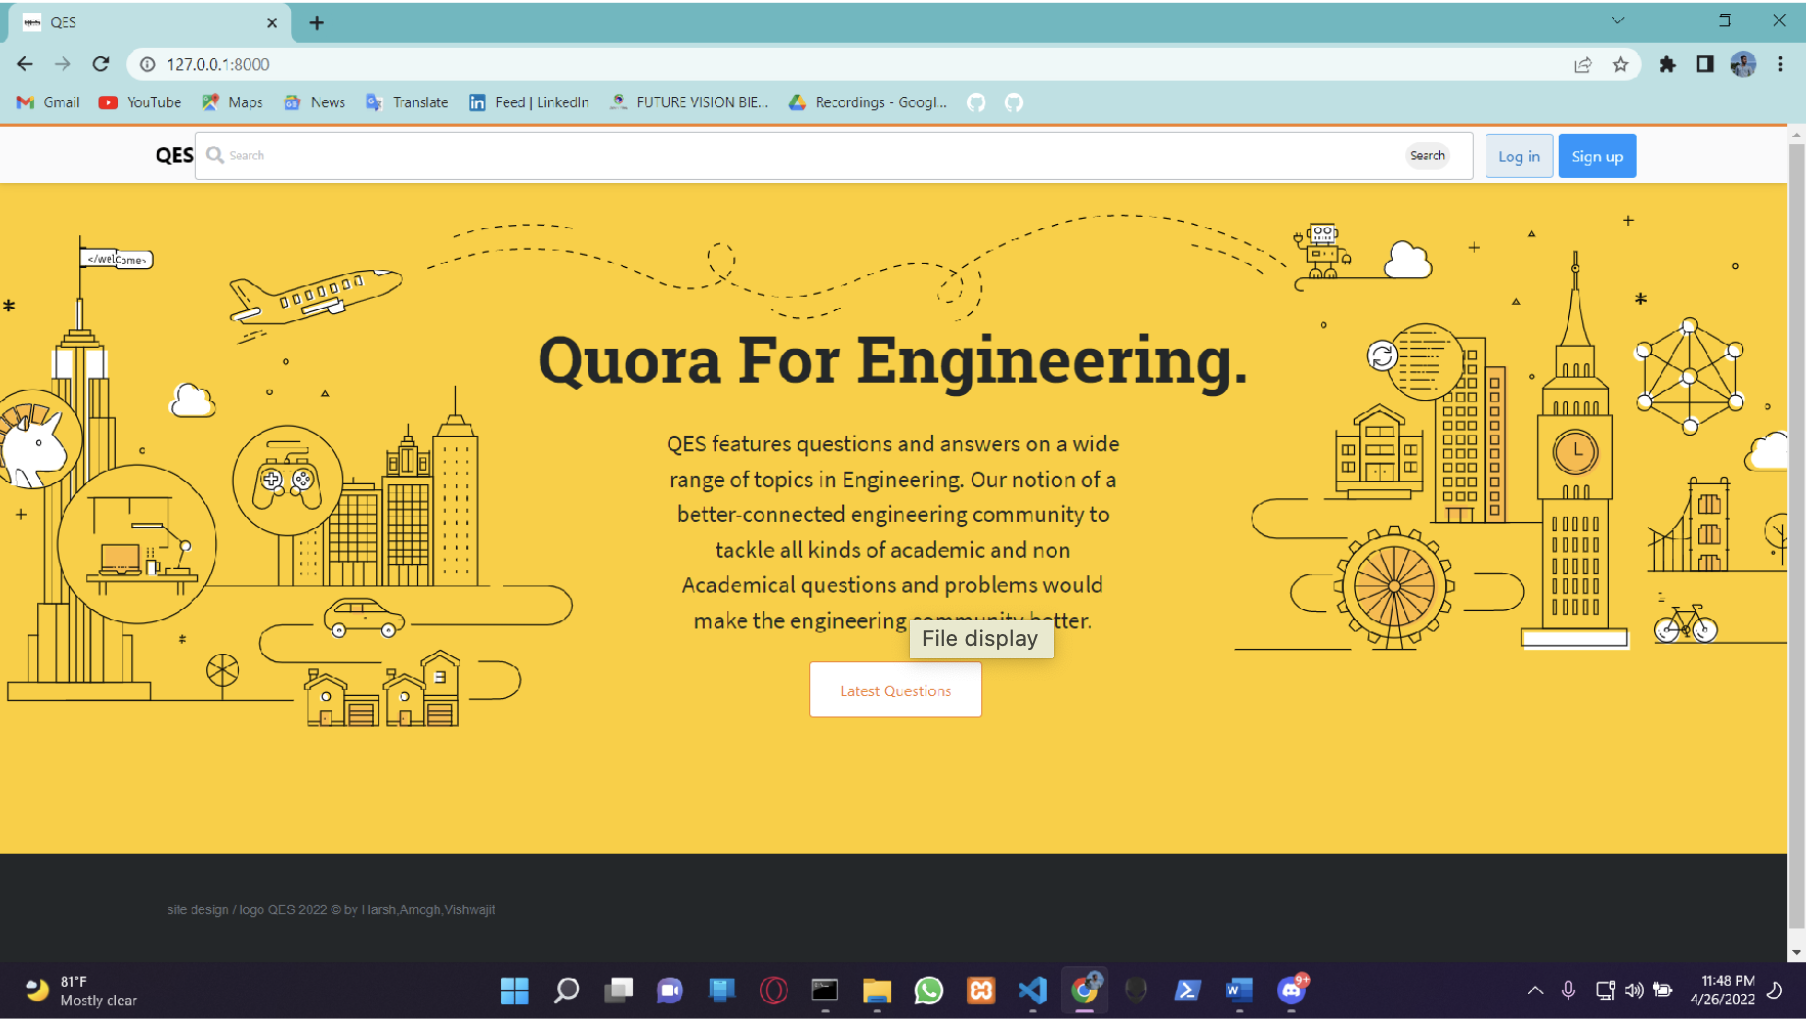 QES
127.0.0.1:8000
Gmail YouTube Maps News Translate Feed | LinkedIn FUTURE VISION BIE... Recordings - Googl...
QES Search Search Log in Sign up
</welcome>
Quora For Engineering.
QES features questions and answers on a wide
range of topics in Engineering. Our notion of a
better-connected engineering community to
tackle all kinds of academic and non
Academical questions and problems would
make the engineering community better.
File display
Latest Questions
site design / logo QES 2022 © by Harsh,Amogh,Vishwajit
81°F
Mostly clear
9+
11:48 PM
4/26/2022